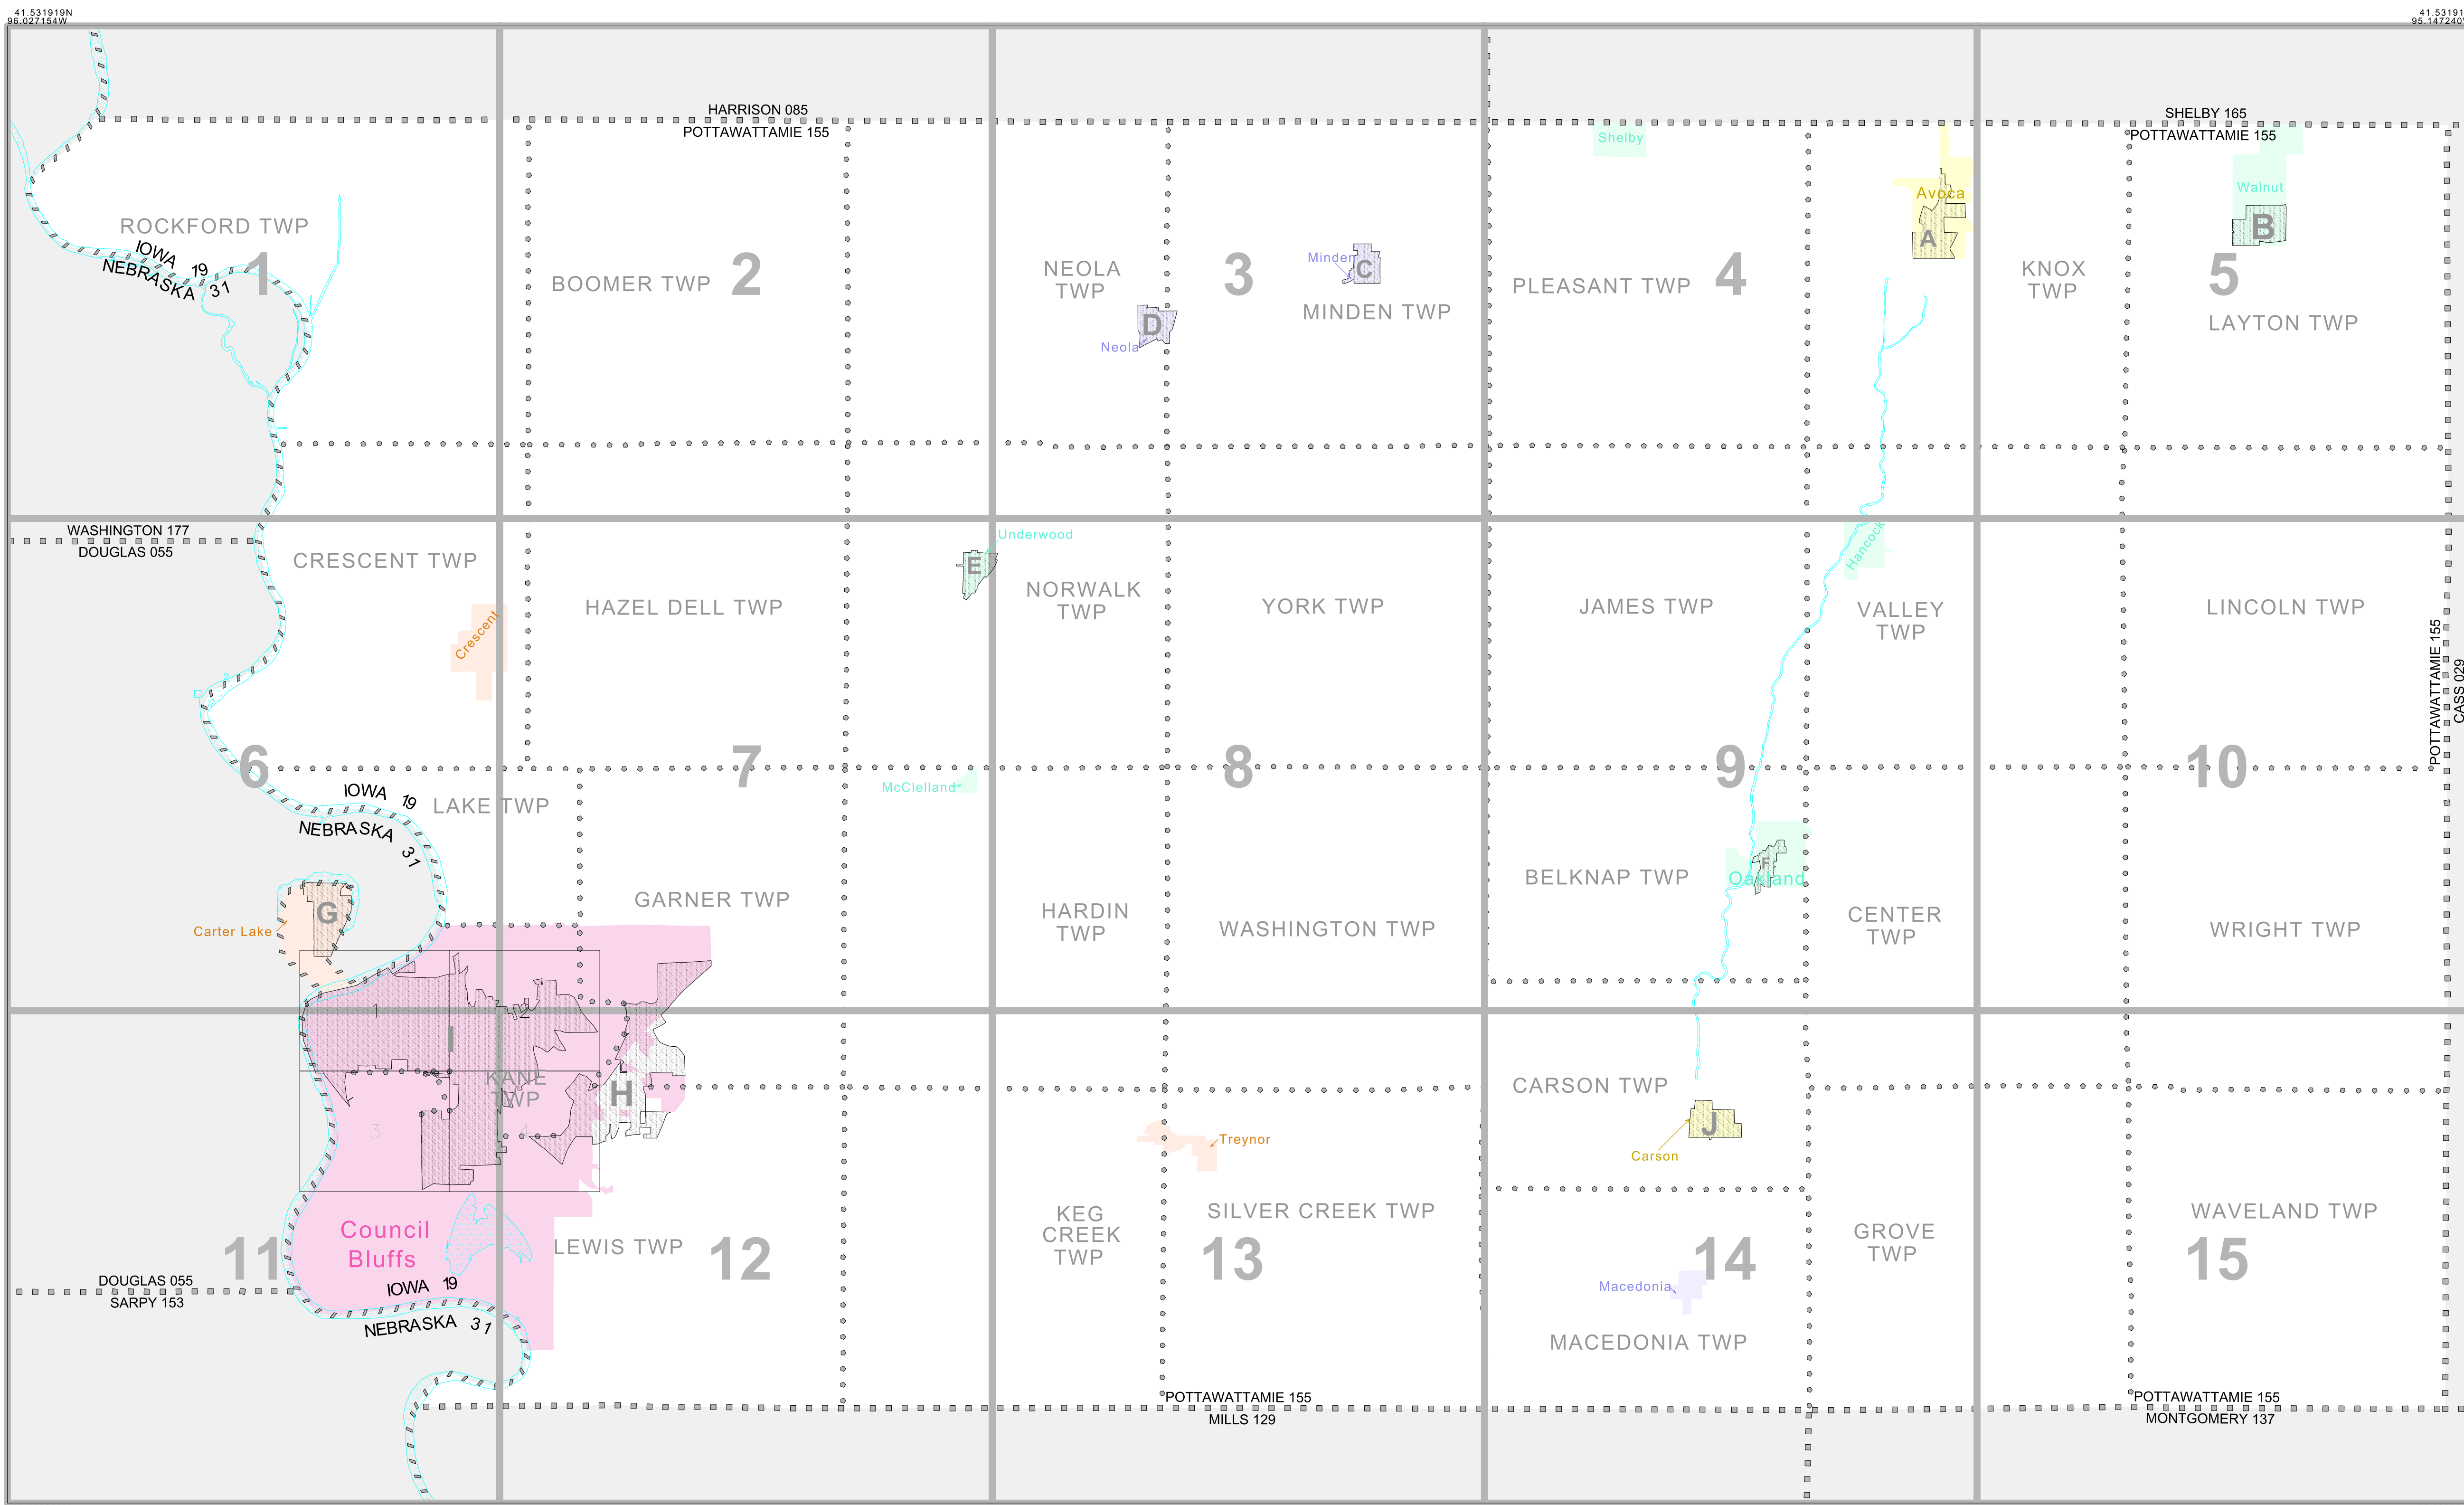 41.531919N
96.027154W
41.53191
95.147240
HARRISON 085
POTTAWATTAMIE 155
SHELBY 165
POTTAWATTAMIE 155
Shelby
Avoca
A
Walnut
B
ROCKFORD TWP
IOWA 19
NEBRASKA 31
1
BOOMER TWP
2
NEOLA
TWP
3
Minden
C
MINDEN TWP
D
Neola
PLEASANT TWP
4
KNOX
TWP
5
LAYTON TWP
WASHINGTON 177
DOUGLAS 055
CRESCENT TWP
Crescent
HAZEL DELL TWP
Underwood
E
NORWALK
TWP
YORK TWP
JAMES TWP
Hancock
VALLEY
TWP
LINCOLN TWP
POTTAWATTAMIE 155
CASS 029
6
7
8
9
10
IOWA 19
NEBRASKA 31
LAKE TWP
McClelland
GARNER TWP
Carter Lake
G
HARDIN
TWP
WASHINGTON TWP
BELKNAP TWP
F
Oakland
CENTER
TWP
WRIGHT TWP
1
2
I
KANE
TWP
H
3
4
CARSON TWP
J
Carson
Treynor
Council
Bluffs
11
LEWIS TWP
12
KEG
CREEK
TWP
SILVER CREEK TWP
13
14
Macedonia
MACEDONIA TWP
GROVE
TWP
WAVELAND TWP
15
DOUGLAS 055
SARPY 153
IOWA 19
NEBRASKA 31
POTTAWATTAMIE 155
MILLS 129
POTTAWATTAMIE 155
MONTGOMERY 137